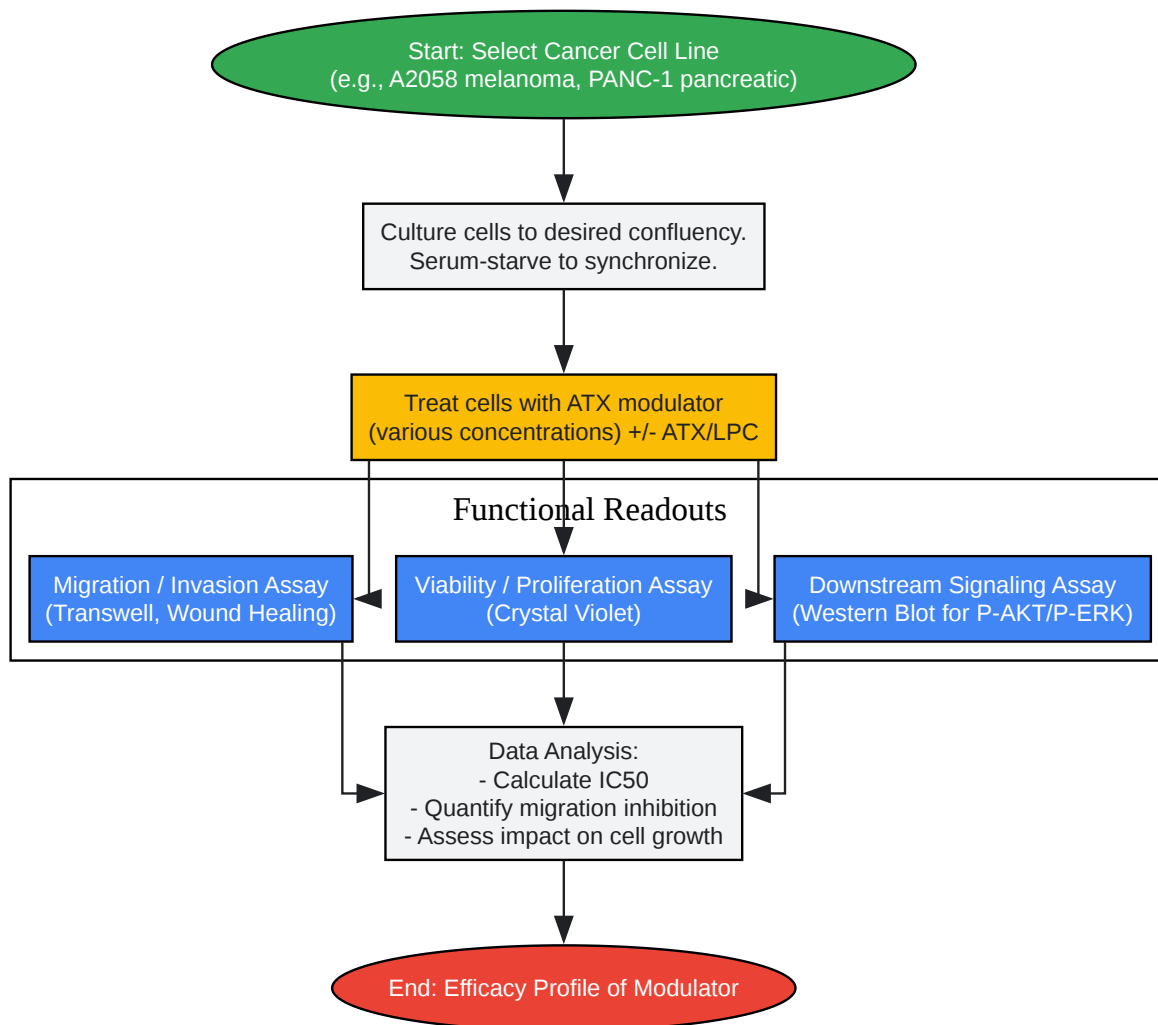 Start: Select Cancer Cell Line
(e.g., A2058 melanoma, PANC-1 pancreatic)
Culture cells to desired confluency.
Serum-starve to synchronize.
Treat cells with ATX modulator
(various concentrations) +/- ATX/LPC
Functional Readouts
Migration / Invasion Assay
(Transwell, Wound Healing)
Viability / Proliferation Assay
(Crystal Violet)
Downstream Signaling Assay
(Western Blot for P-AKT/P-ERK)
Data Analysis:
- Calculate IC50
- Quantify migration inhibition
- Assess impact on cell growth
End: Efficacy Profile of Modulator